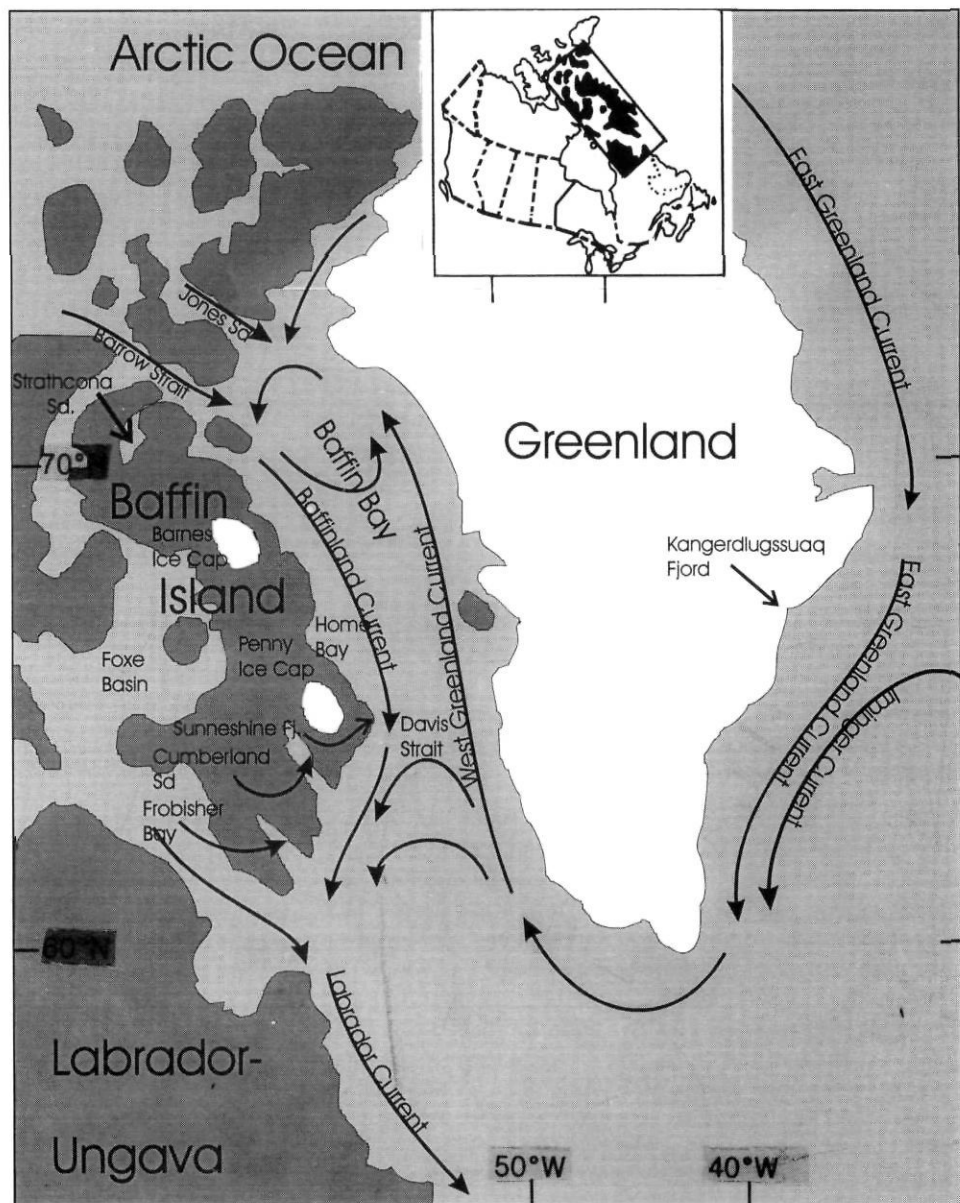 Arctic Ocean
East Greenland Current
Jones Sd
Barrow Strait
Strathcona
Sd.
70°
Baffin
Barnes
Ice Cap
Island
Baffin Bay
Greenland
Baffinland Current
West Greenland Current
Kangerdlugssuaq
Fjord
East Greenland Current
Irminger Current
Home
Bay
Penny
Ice Cap
Foxe
Basin
Sunneshine Fj.
Cumberland
Sd
Davis
Strait
Frobisher
Bay
60°N
Labrador-
Ungava
Labrador Current
50°W
40°W